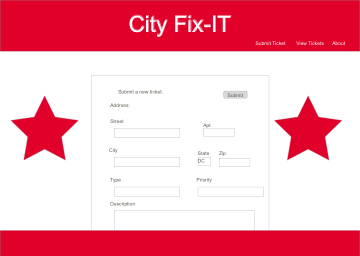 City Fix-IT
Submit Ticket View Tickets About
Submit a new ticket:
Submit
Address:
Street
Apt
City
State Zip
DC
Type Priority
Description